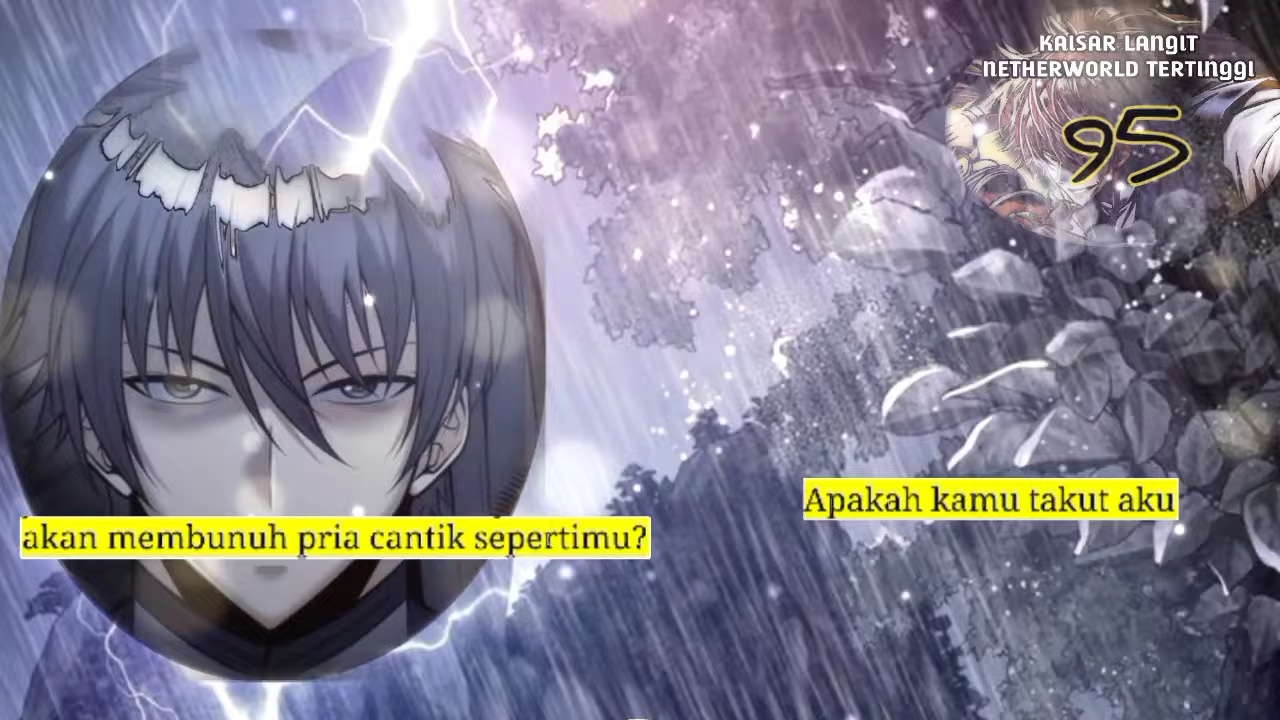 KAISAR LANGIT
NETHERWORLD TERTINGGI
95
Apakah kamu takut aku
akan membunuh pria cantik sepertimu?